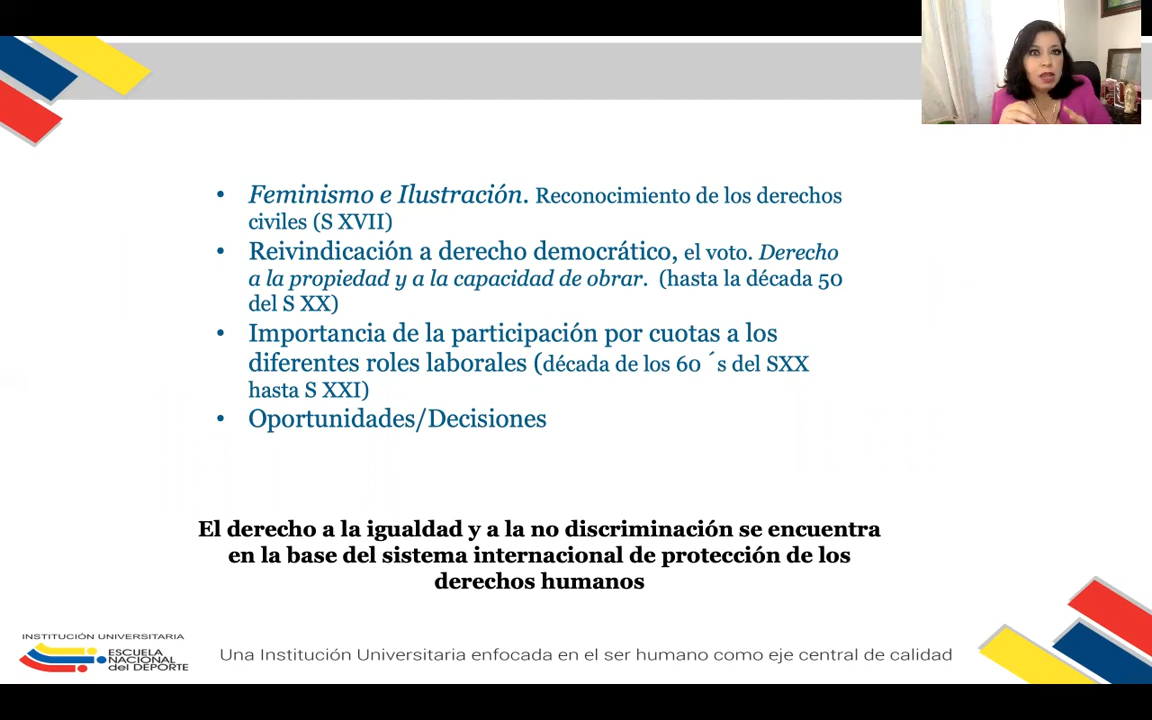 • Feminismo e Ilustración. Reconocimiento de los derechos
civiles (S XVII)
• Reivindicación a derecho democrático, el voto. Derecho
a la propiedad y a la capacidad de obrar. (hasta la década 50
del S XX)
• Importancia de la participación por cuotas a los
diferentes roles laborales (década de los 60 ´s del SXX
hasta S XXI)
• Oportunidades/Decisiones
El derecho a la igualdad y a la no discriminación se encuentra
en la base del sistema internacional de protección de los
derechos humanos
INSTITUCIÓN UNIVERSITARIA
ESCUELA
NACIONAL
del DEPORTE
Una Institución Universitaria enfocada en el ser humano como eje central de calidad